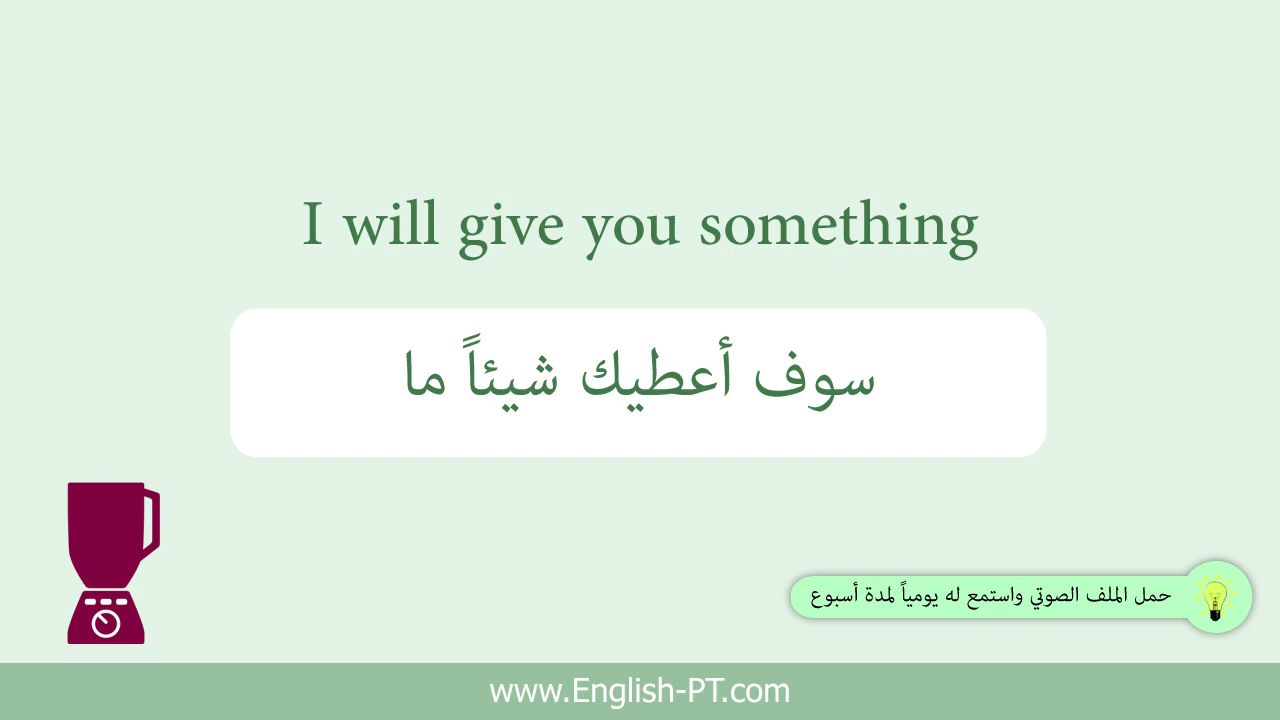 I will give you something
سوف أعطيك شيئاً ما
حمل الملف الصوتي واستمع له يومياً لمدة أسبوع
www.English-PT.com